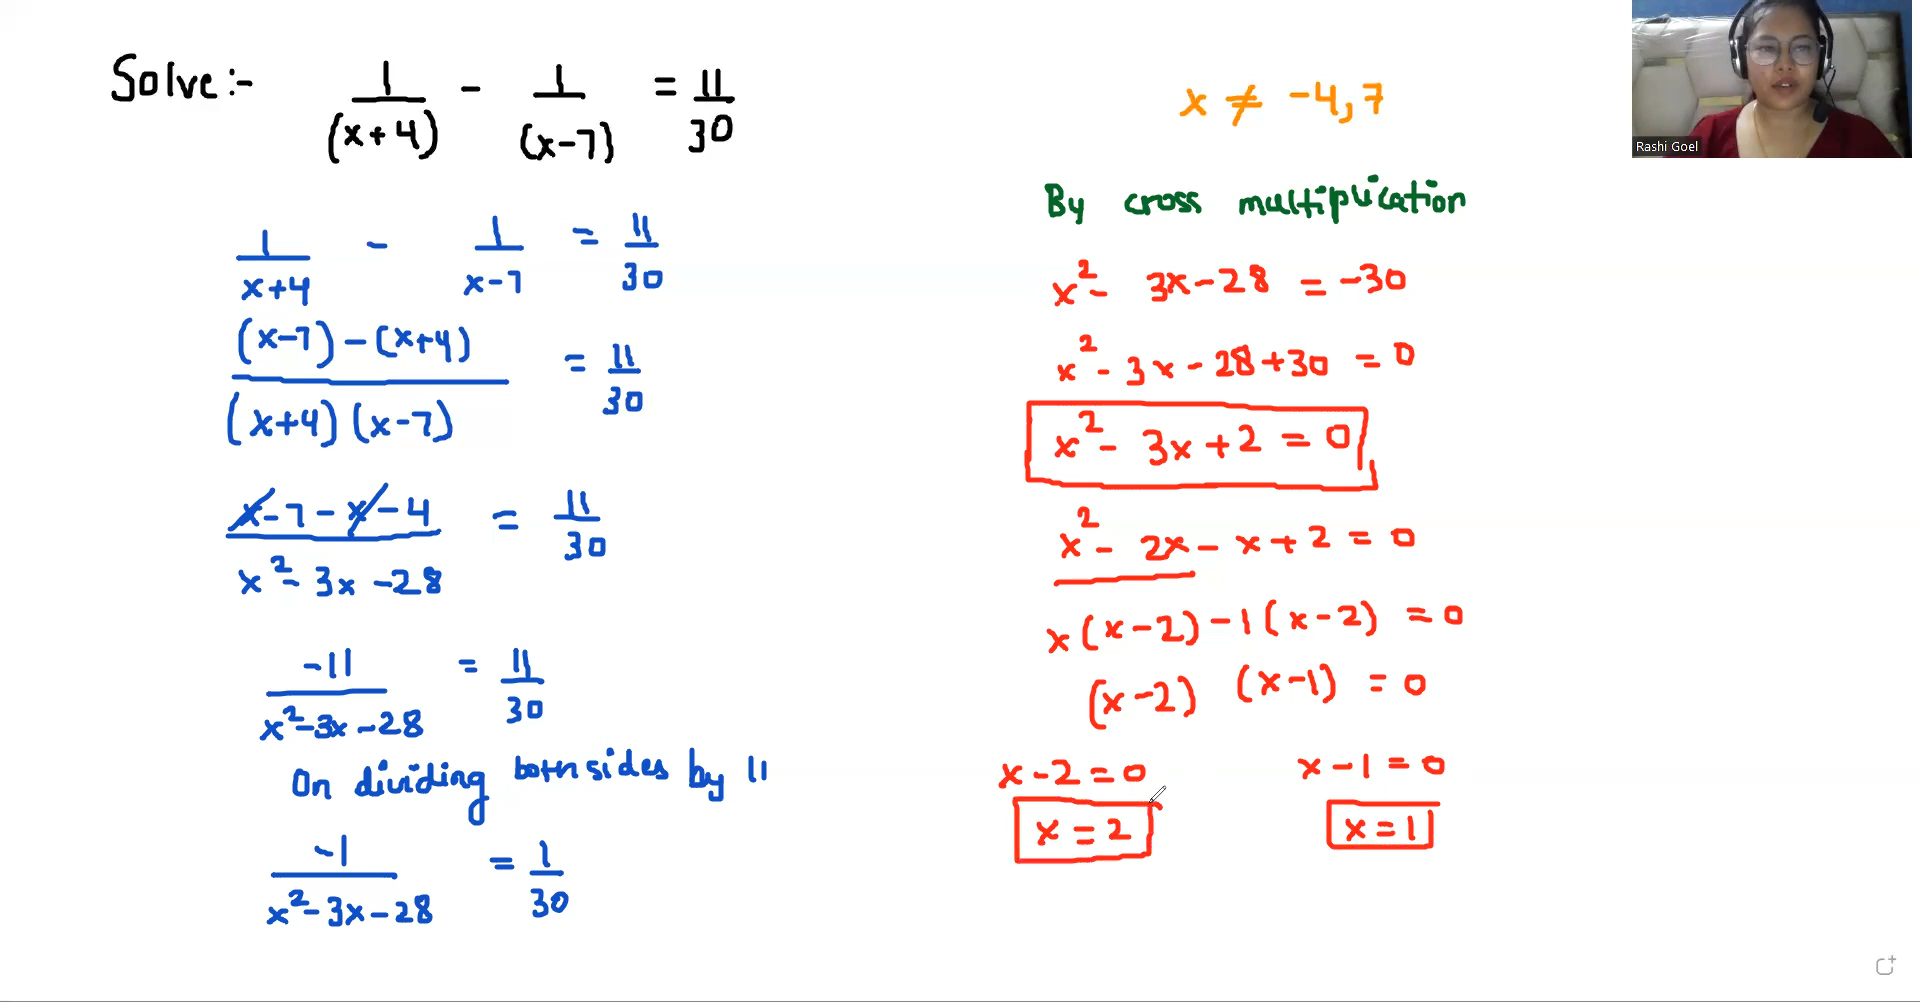 Solve:- 1/(x+4) - 1/(x-7) = 11/30
1/x+4 - 1/x-7 = 11/30
(x-7)-(x+4)/(x+4)(x-7) = 11/30
x-7-x-4/x²-3x-28 = 11/30
-11/x²-3x-28 = 11/30
On dividing both sides by 11
-1/x²-3x-28 = 1/30
x ≠ -4,7
By cross multiplication
x²- 3x-28 = -30
x²-3x-28+30 = 0
x²- 3x+2=0
x²- 2x-x+2=0
x(x-2)-1(x-2) =0
(x-2) (x-1) = 0
x-2=0 x-1=0
x=2 x=1
Rashi Goel